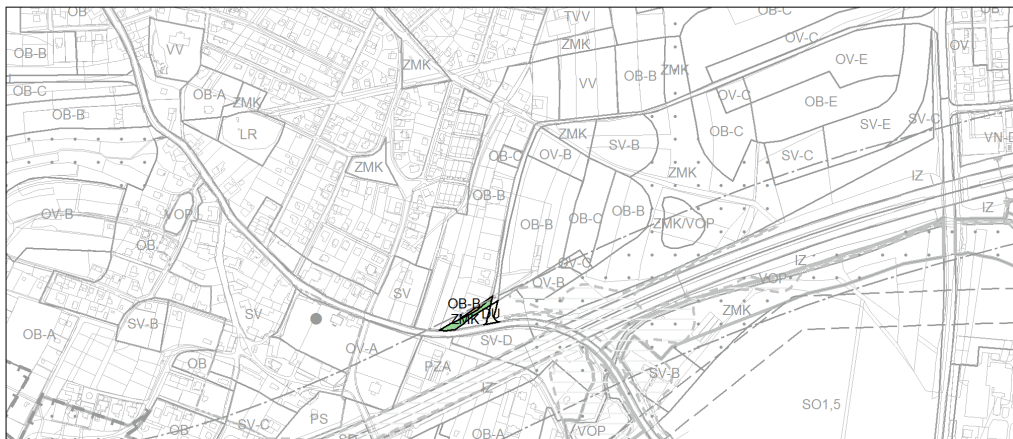 OB
TVV
OB-C
OB
VV
ZMK
OV-C
OV
OB-B
ZMK
OB-B
ZMK
OV-E
OB-C
OB-A
ZMK
VV
OV-C
OB-E
OB-B
LR
ZMK
OB-C
SV-E
SV-C
SV-B
OV-B
SV-C
ZMK
ZMK
IZ
OB-B
OV-B
VOP
OB-B
OB-C
OB-B
ZMK/VOP
IZ
OB
IZ
SV
OV-B
VOP
OB-B
ZMK
DU
ZMK
SV-B
SV
OB-A
OV-A
SV-D
OB
PZA
IZ
SV-B
SO1,5
SV-C
PS
OB
OB-A
VOP